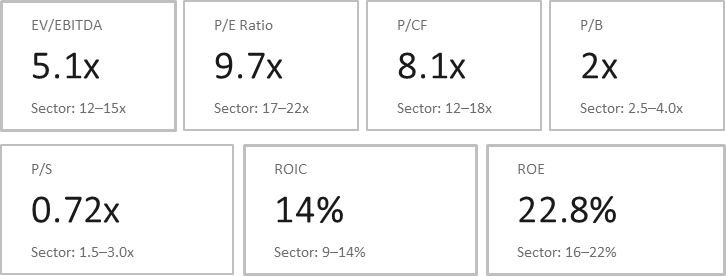 EV/EBITDA
5.1x
Sector: 12–15x
P/E Ratio
9.7x
Sector: 17–22x
P/CF
8.1x
Sector: 12–18x
P/B
2x
Sector: 2.5–4.0x
P/S
0.72x
Sector: 1.5–3.0x
ROIC
14%
Sector: 9–14%
ROE
22.8%
Sector: 16–22%